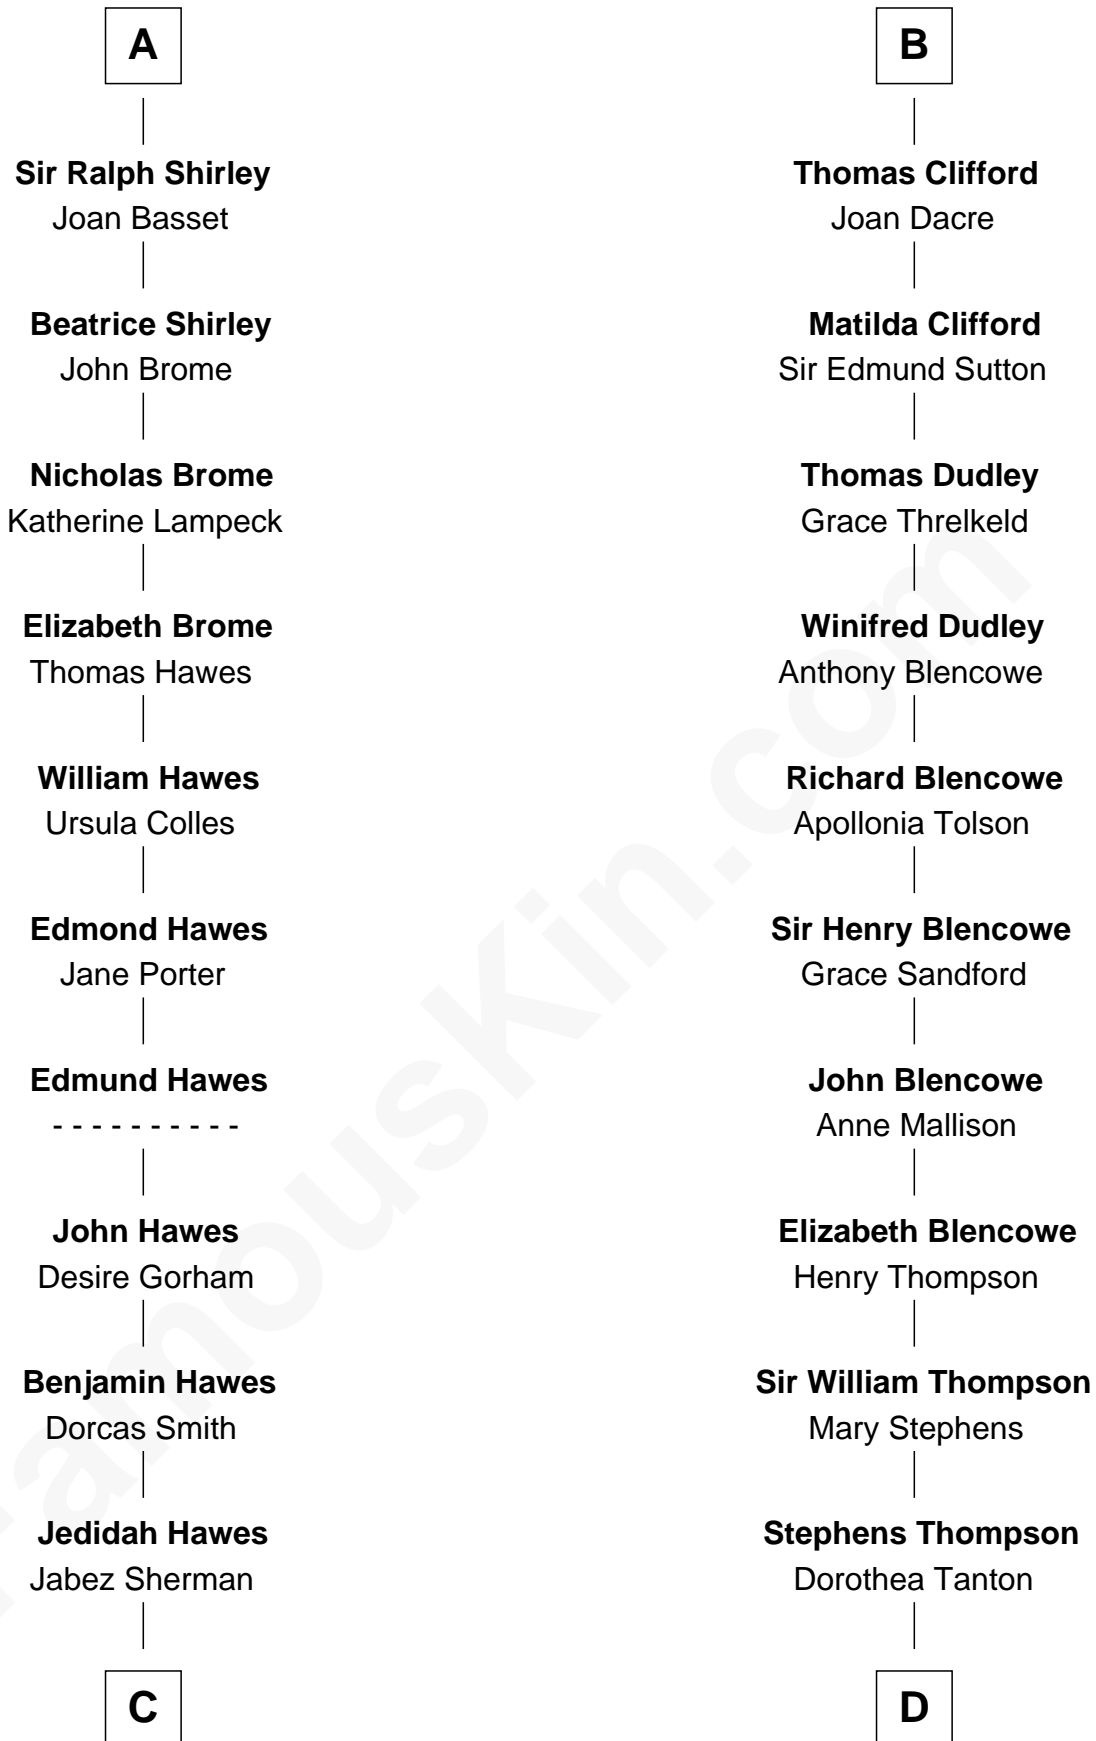 A
Sir Ralph Shirley
Joan Basset
Beatrice Shirley
John Brome
Nicholas Brome
Katherine Lampeck
Elizabeth Brome
Thomas Hawes
William Hawes
Ursula Colles
Edmond Hawes
Jane Porter
Edmund Hawes
- - - - - - - - - -
John Hawes
Desire Gorham
Benjamin Hawes
Dorcas Smith
Jedidah Hawes
Jabez Sherman
C
B
Thomas Clifford
Joan Dacre
Matilda Clifford
Sir Edmund Sutton
Thomas Dudley
Grace Threlkeld
Winifred Dudley
Anthony Blencowe
Richard Blencowe
Apollonia Tolson
Sir Henry Blencowe
Grace Sandford
John Blencowe
Anne Mallison
Elizabeth Blencowe
Henry Thompson
Sir William Thompson
Mary Stephens
Stephens Thompson
Dorothea Tanton
D
FamousKin.com